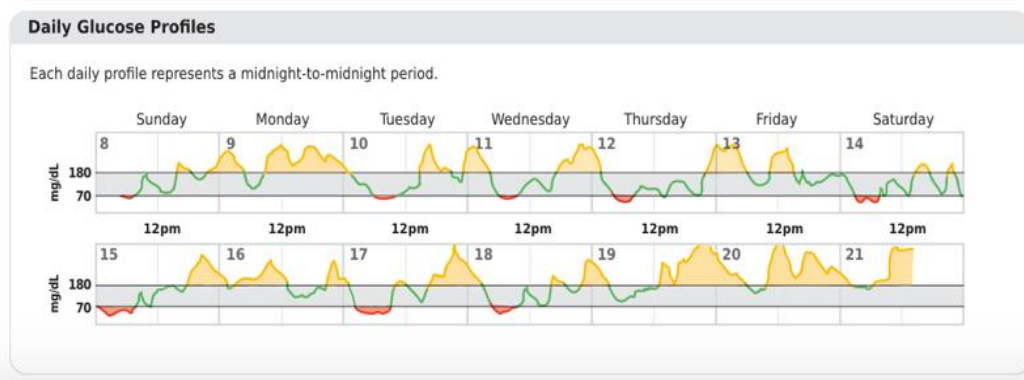 Daily Glucose Profiles
Each daily profile represents a midnight-to-midnight period.
Sunday Monday Tuesday Wednesday Thursday Friday Saturday
8 9 10 11 12 13 14
mg/dL
180
70
12pm 12pm 12pm 12pm 12pm 12pm 12pm
15 16 17 18 19 20 21
mg/dL
180
70